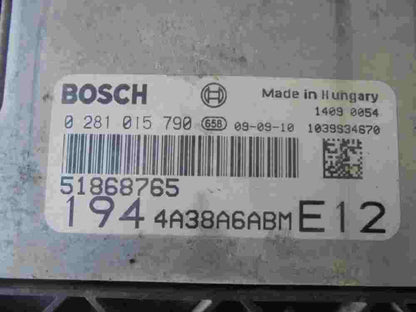 BOSCH
Made in Hungary
1409 0054
0 281 015 790 658 09-09-10 1039S34670
51868765
194 4A38A6ABM E12